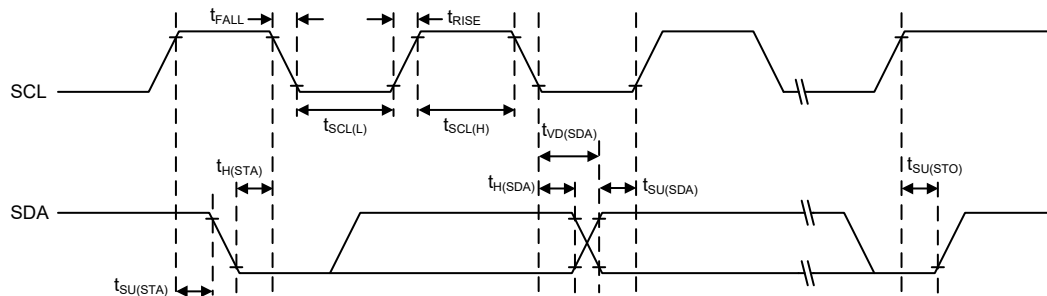 tFALL
tRISE
SCL
tSCL(L)
tSCL(H)
tVD(SDA)
tH(STA)
tH(SDA)
tSU(SDA)
tSU(STO)
SDA
tSU(STA)